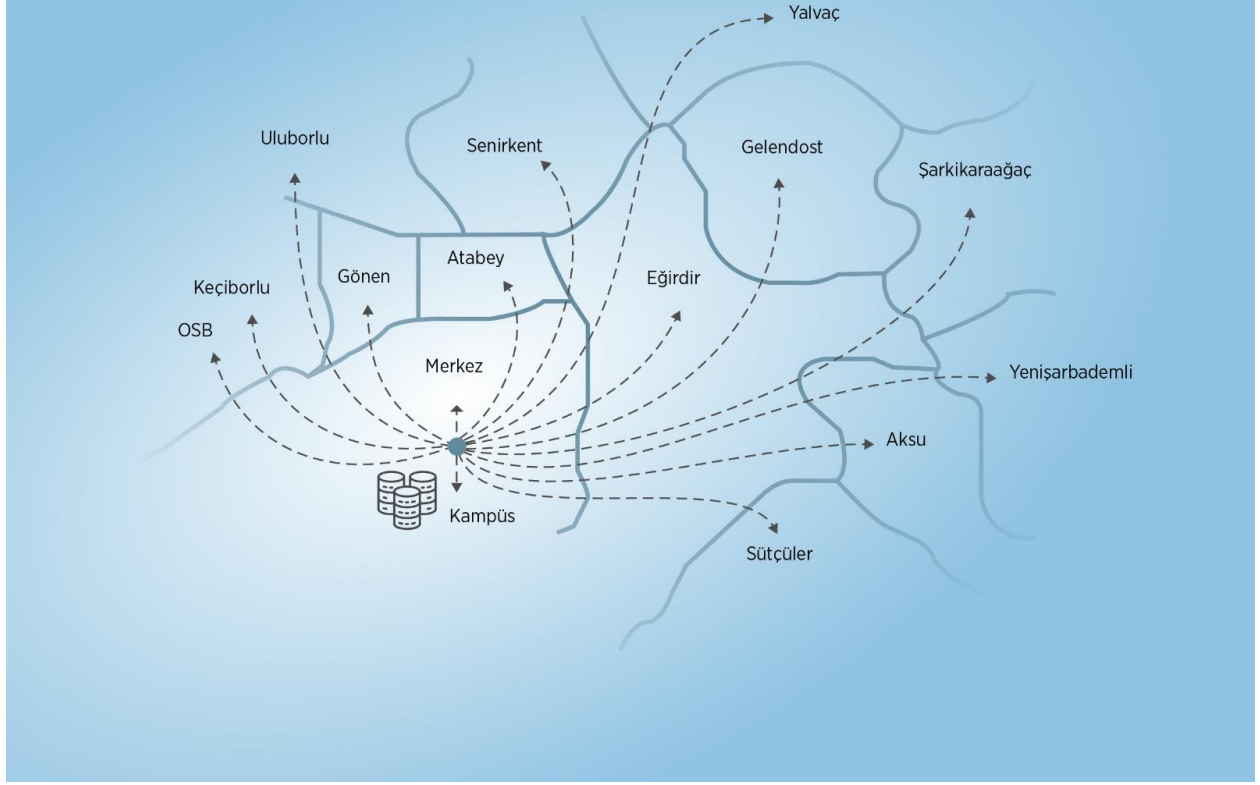 Yalvaç
Uluborlu
Senirkent
Gelendost
Şarkikaraağaç
Atabey
Gönen
Eğirdir
Keçiborlu
OSB
Merkez
Yenişarbademli
Aksu
Kampüs
Sütçüler